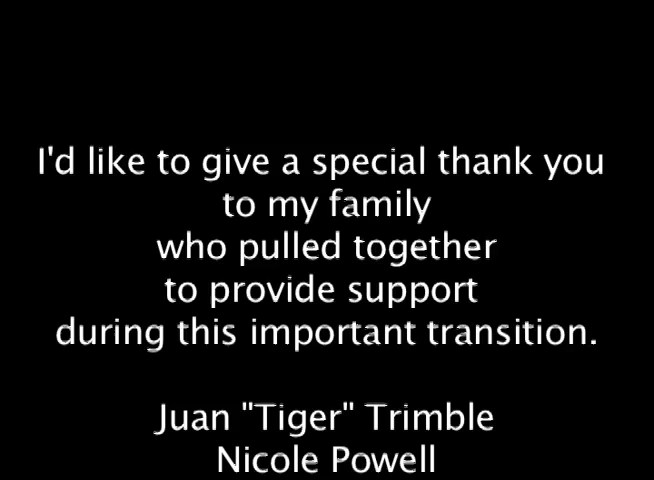 I'd like to give a special thank you
to my family
who pulled together
to provide support
during this important transition.
Juan "Tiger" Trimble
Nicole Powell